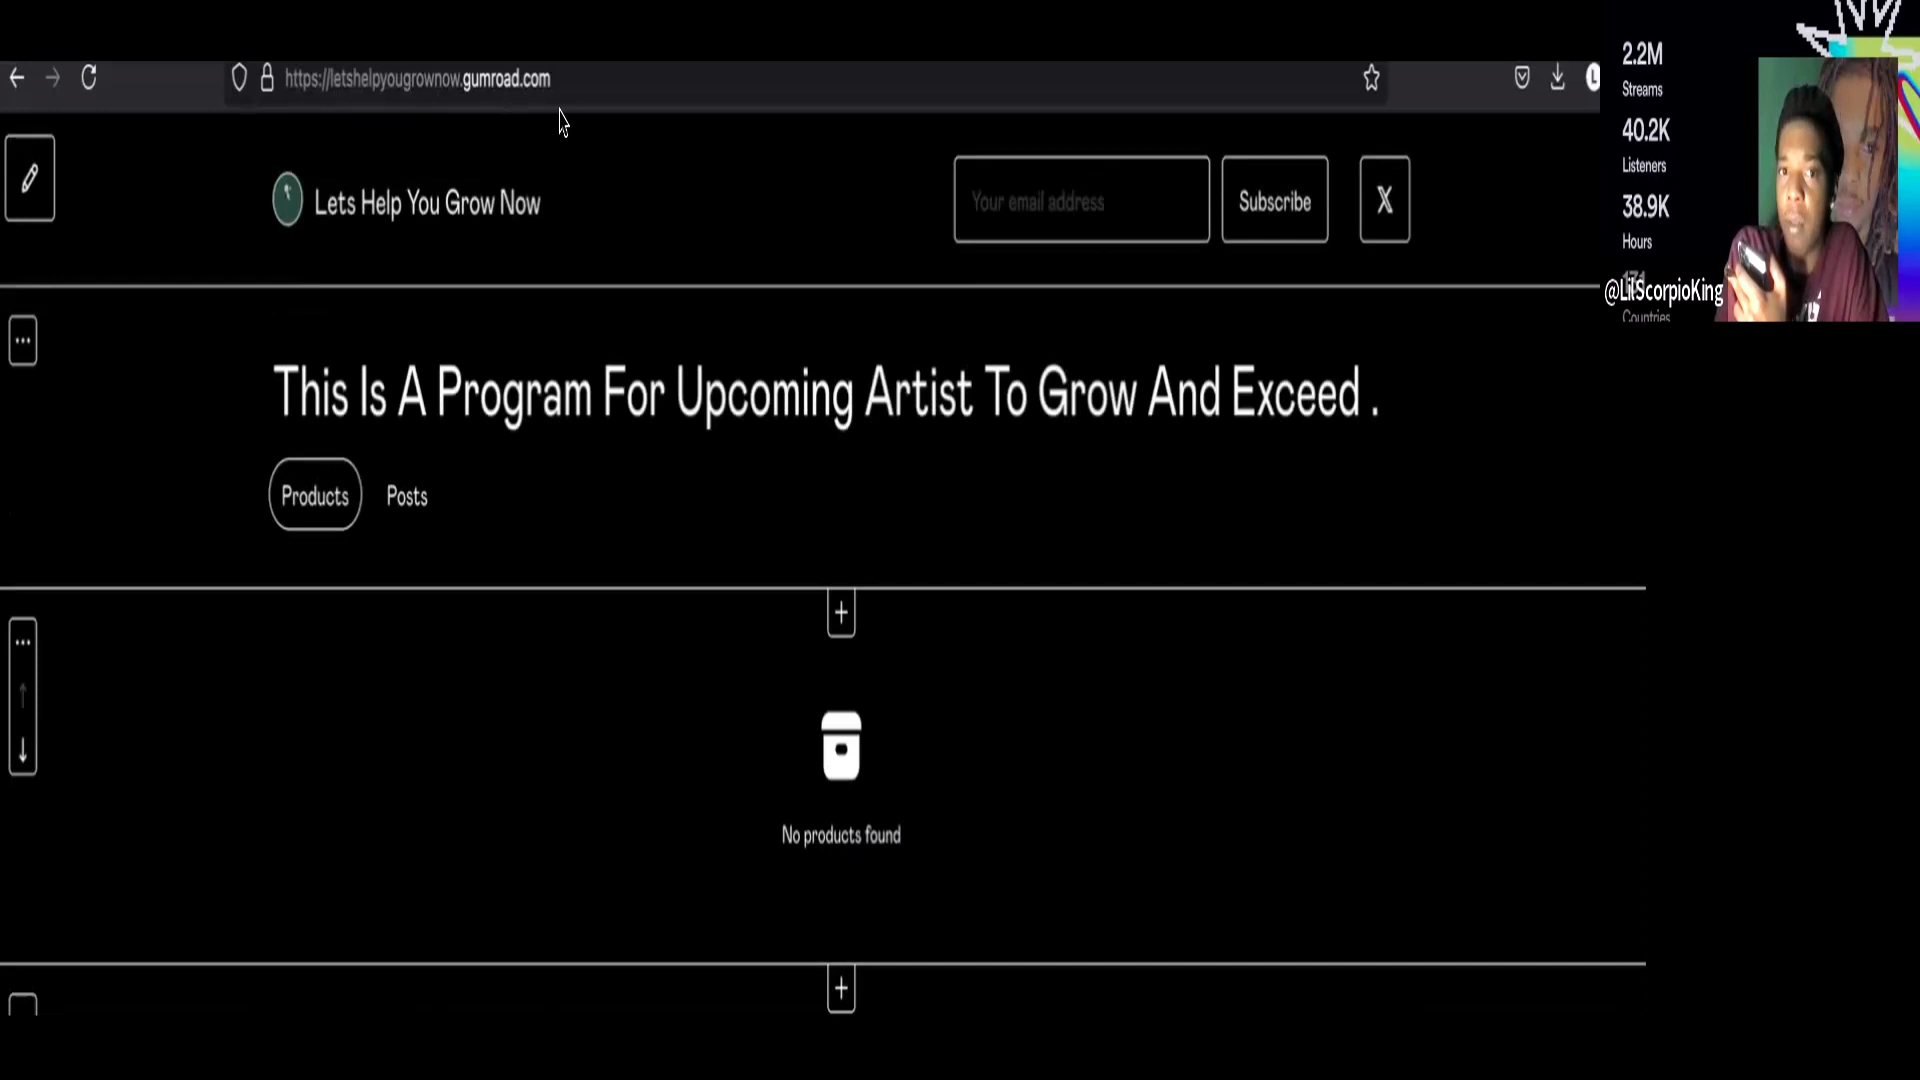 https://letshelpyougrownow.gumroad.com
Lets Help You Grow Now
Your email address
Subscribe
This Is A Program For Upcoming Artist To Grow And Exceed .
Products
Posts
No products found
2.2M
Streams
40.2K
Listeners
38.9K
Hours
@LilScorpioKing
Countries